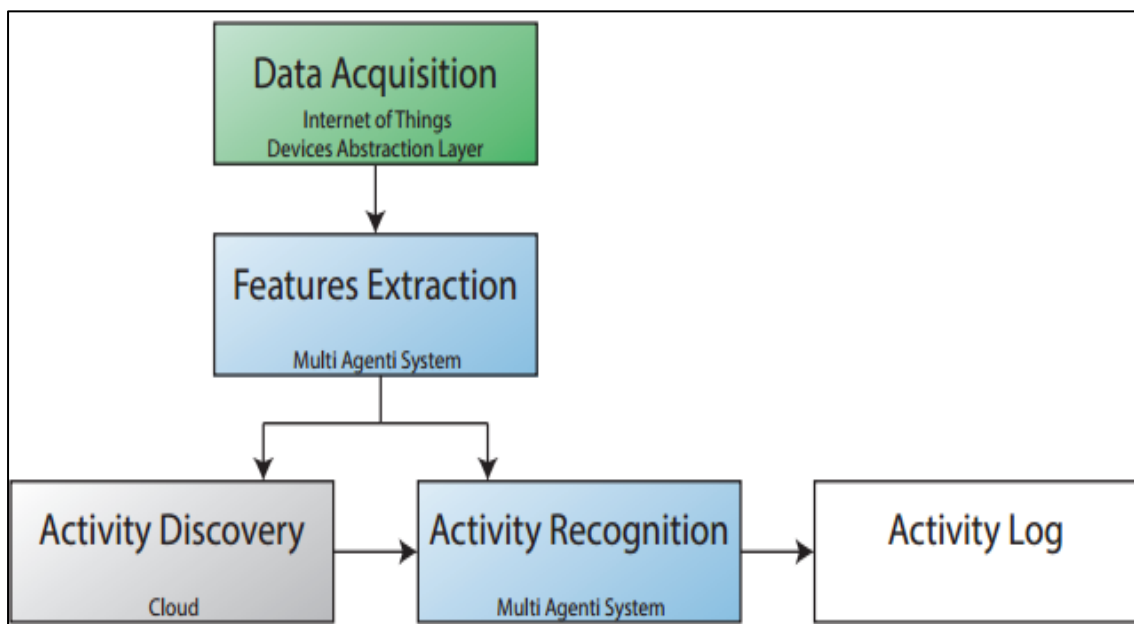 Data Acquisition
Internet of Things
Devices Abstraction Layer
Features Extraction
Multi Agenti System
Activity Discovery
Cloud
Activity Recognition
Multi Agenti System
Activity Log